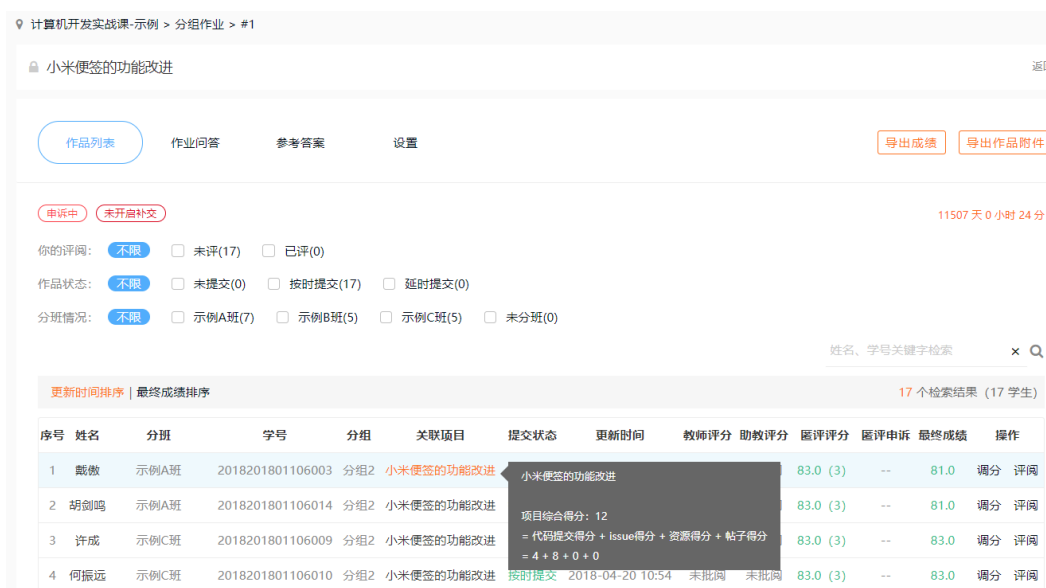 计算机开发实战课-示例 > 分组作业 > #1
小米便签的功能改进
作品列表 作业问答 参考答案 设置 导出成绩 导出作品附件
申诉中 未开启补交 11507 天 0 小时 24 分
你的评阅: 不限 未评(17) 已评(0)
作品状态: 不限 未提交(0) 按时提交(17) 延时提交(0)
分班情况: 不限 示例A班(7) 示例B班(5) 示例C班(5) 未分班(0)
姓名、学号关键字检索 ×
更新时间排序 | 最终成绩排序 17 个检索结果 (17 学生)
序号 姓名 分班 学号 分组 关联项目 提交状态 更新时间 教师评分 助教评分 匿评评分 匿评申诉 最终成绩 操作
1 戴傲 示例A班 2018201801106003 分组2 小米便签的功能改进 83.0 (3) -- 81.0 调分 评阅
小米便签的功能改进
2 胡剑鸣 示例A班 2018201801106014 分组2 小米便签的功能改进 83.0 (3) -- 81.0 调分 评阅
项目综合得分: 12
= 代码提交得分 + issue得分 + 资源得分 + 帖子得分
= 4 + 8 + 0 + 0
3 许成 示例C班 2018201801106009 分组2 小米便签的功能改进 83.0 (3) -- 83.0 调分 评阅
4 何振远 示例C班 2018201801106010 分组2 小米便签的功能改进 按时提交 2018-04-20 10:54 未批阅 未批阅 83.0 (3) -- 83.0 调分 评阅